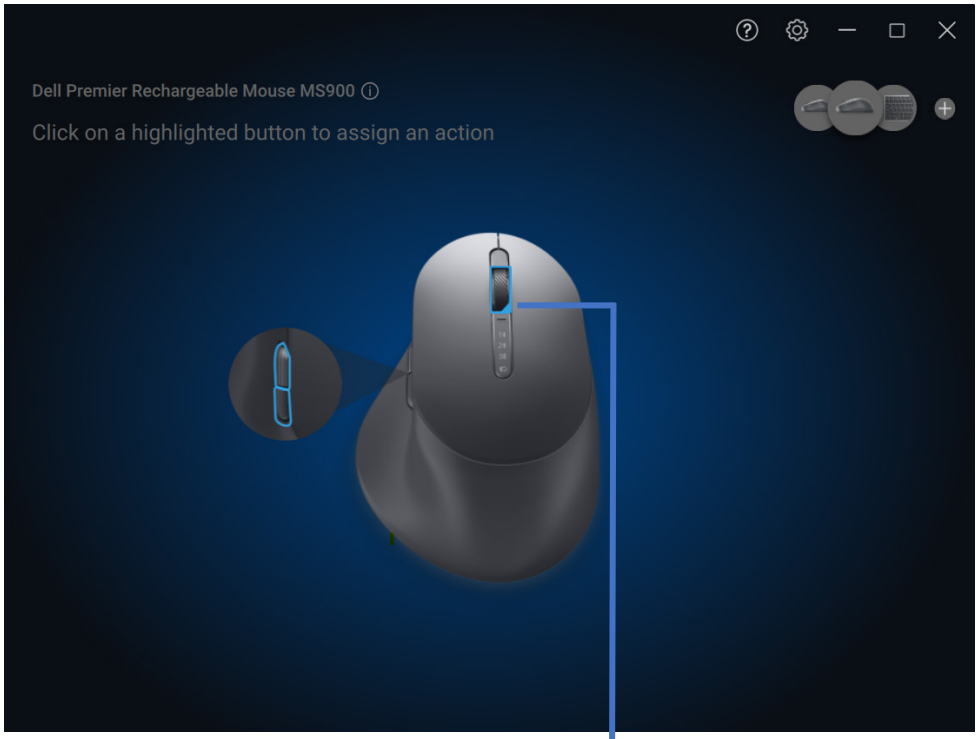 Dell Premier Rechargeable Mouse MS900
Click on a highlighted button to assign an action